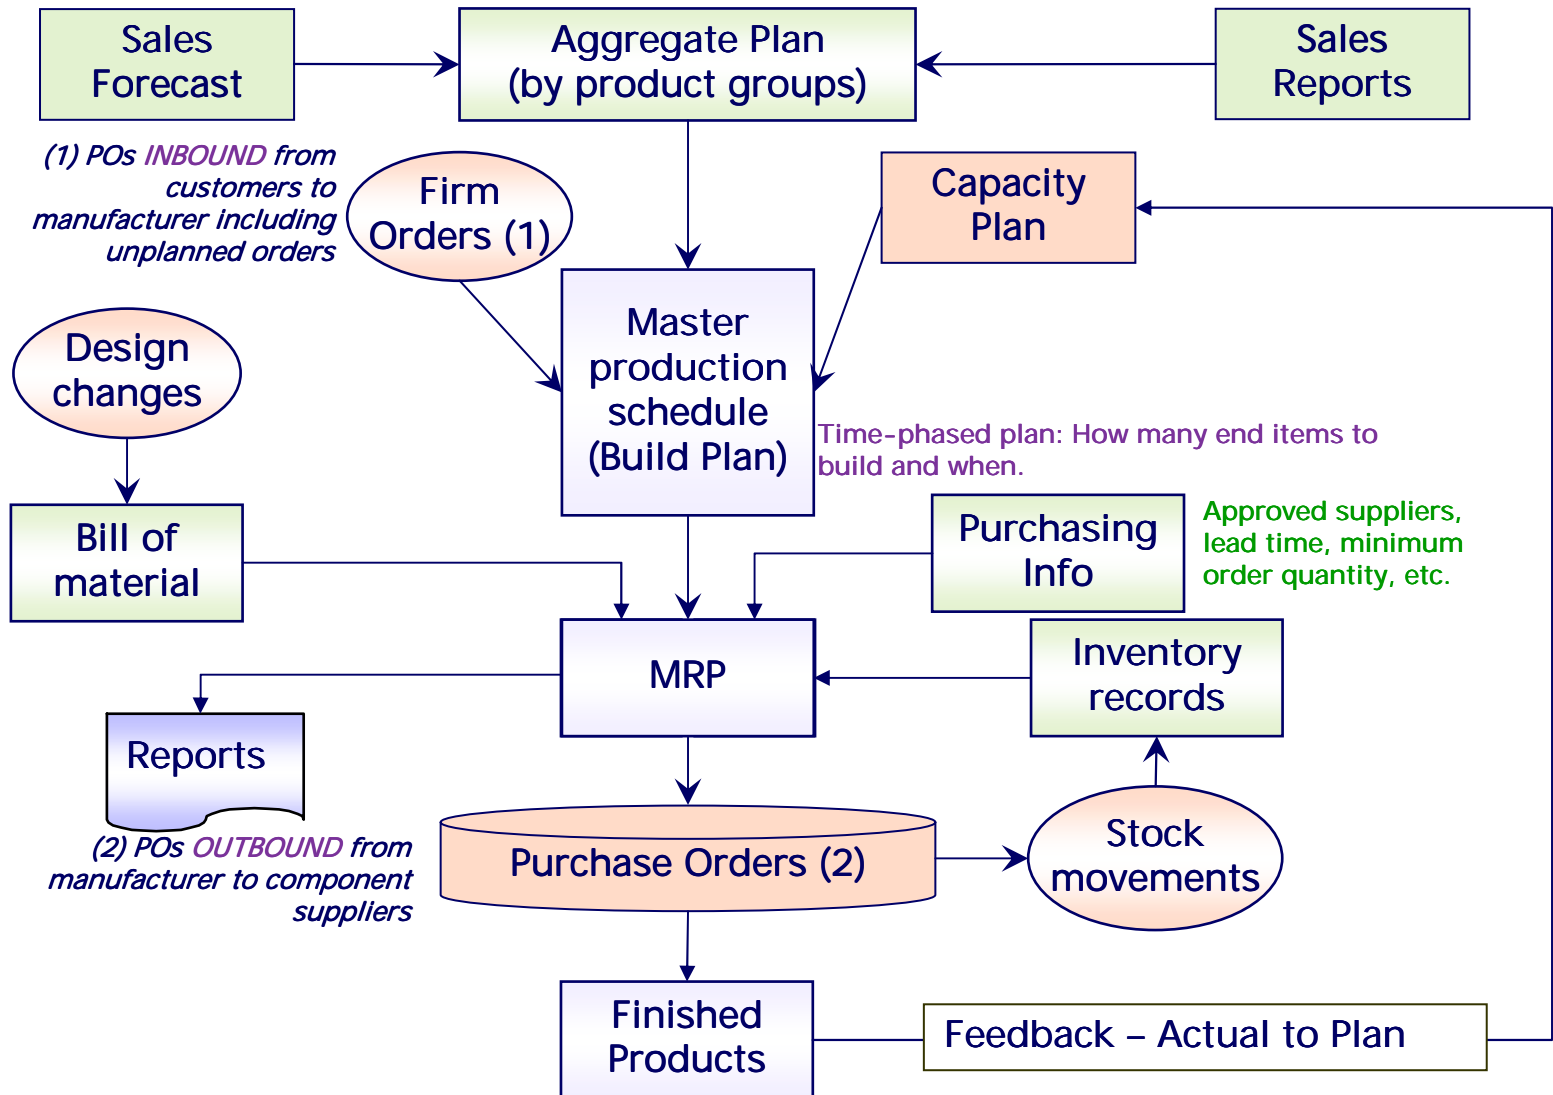 Sales
Forecast
Aggregate Plan
(by product groups)
Sales
Reports
(1) POs INBOUND from
customers to
manufacturer including
unplanned orders
Firm
Orders (1)
Capacity
Plan
Design
changes
Master
production
schedule
(Build Plan)
Time-phased plan: How many end items to
build and when.
Bill of
material
Purchasing
Info
Approved suppliers,
lead time, minimum
order quantity, etc.
MRP
Inventory
records
Reports
(2) POs OUTBOUND from
manufacturer to component
suppliers
Purchase Orders (2)
Stock
movements
Finished
Products
Feedback – Actual to Plan